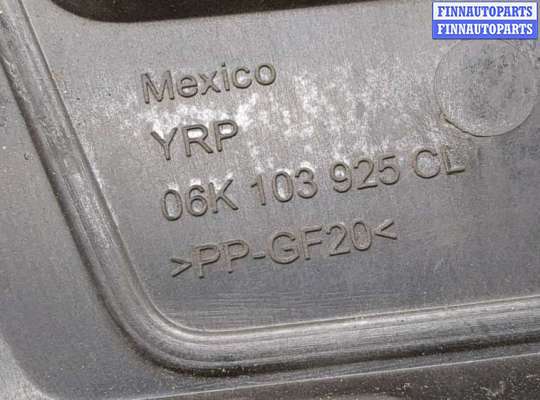 FINNAUTOPARTS
FINNAUTOPARTS
Mexico
YRP
06K 103 925 CL
>PP-GF20<